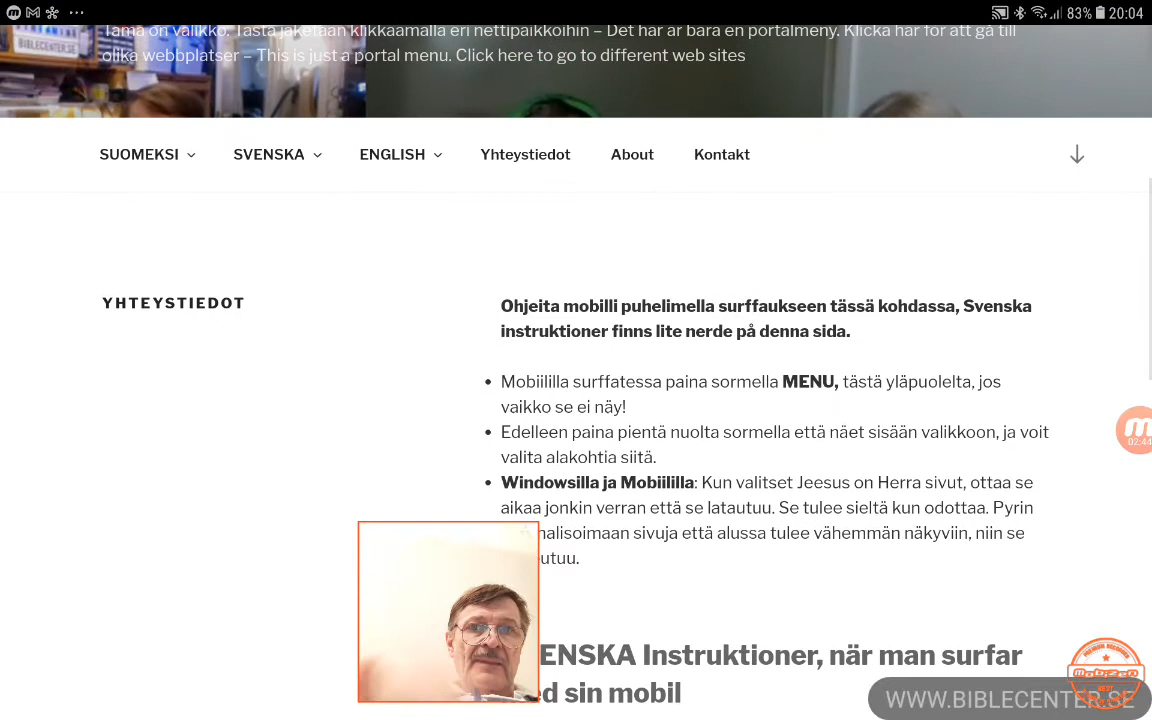 20:04
83%
BIBLECENTER.SE
Tämä on valikko. Tästä jaketaan klikkaamalla eri nettipaikkoihin – Det här är bara en portalmeny. Klicka här för att gå till
olika webbplatser – This is just a portal menu. Click here to go to different web sites
SUOMEKSI SVENSKA ENGLISH Yhteystiedot About Kontakt
YHTEYSTIEDOT
Ohjeita mobilli puhelimella surffaukseen tässä kohdassa, Svenska
instruktioner finns lite nerde på denna sida.
Mobiililla surffatessa paina sormella MENU, tästä yläpuolelta, jos
vaikko se ei näy!
Edelleen paina pientä nuolta sormella että näet sisään valikkoon, ja voit
valita alakohtia siitä.
Windowsilla ja Mobiililla: Kun valitset Jeesus on Herra sivut, ottaa se
aikaa jonkin verran että se latautuu. Se tulee sieltä kun odottaa. Pyrin
nalisoimaan sivuja että alussa tulee vähemmän näkyviin, niin se
utuu.
02:44
ENSKA Instruktioner, när man surfar
d sin mobil
WWW.BIBLECENTER.SE